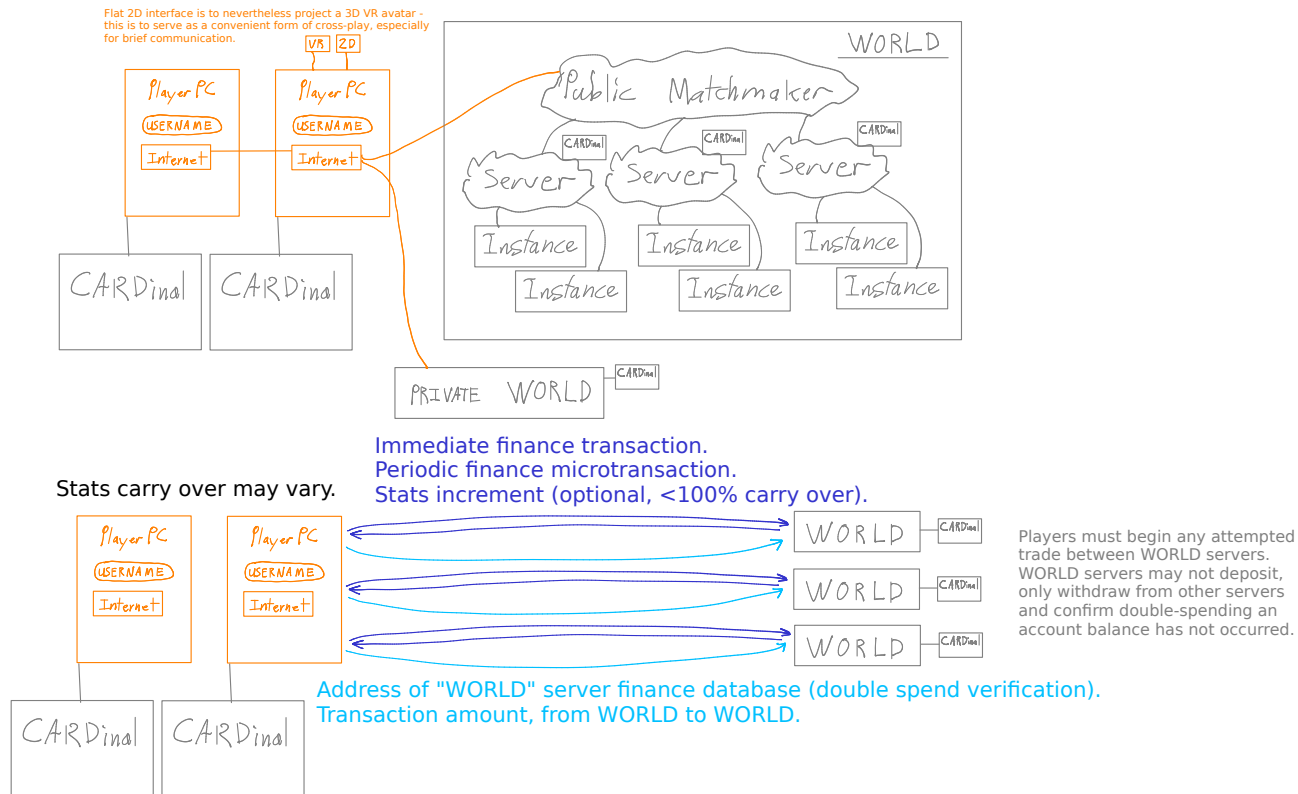 Flat 2D interface is to nevertheless project a 3D VR avatar -
this is to serve as a convenient form of cross-play, especially
for brief communication.
VR
2D
WORLD
Player PC
USERNAME
Internet
Player PC
USERNAME
Internet
Public Matchmaker
CARDinal
CARDinal
CARDinal
Server
Server
Server
Instance
Instance
Instance
Instance
Instance
Instance
CARDinal
CARDinal
PRIVATE WORLD
CARDinal
Immediate finance transaction.
Periodic finance microtransaction.
Stats increment (optional, <100% carry over).
Stats carry over may vary.
Player PC
USERNAME
Internet
Player PC
USERNAME
Internet
WORLD
CARDinal
WORLD
CARDinal
WORLD
CARDinal
Players must begin any attempted
trade between WORLD servers.
WORLD servers may not deposit,
only withdraw from other servers
and confirm double-spending an
account balance has not occurred.
Address of "WORLD" server finance database (double spend verification).
Transaction amount, from WORLD to WORLD.
CARDinal
CARDinal